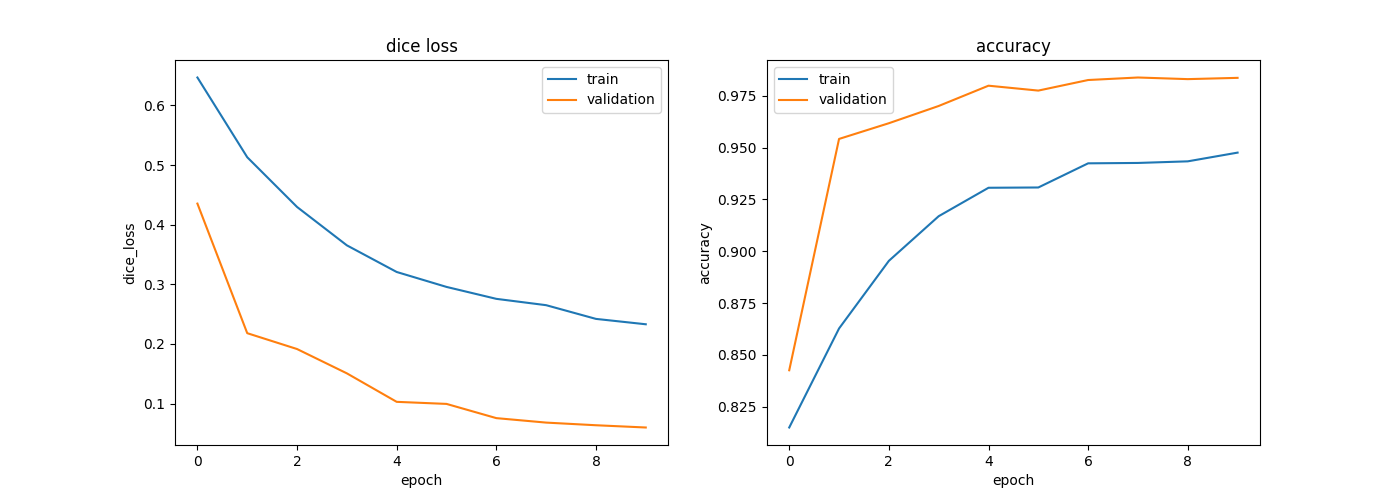 dice loss
train
validation
0.6
0.5
0.4
0.3
0.2
0.1
dice_loss
0 2 4 6 8
epoch
accuracy
train
validation
0.975
0.950
0.925
0.900
0.875
0.850
0.825
accuracy
0 2 4 6 8
epoch